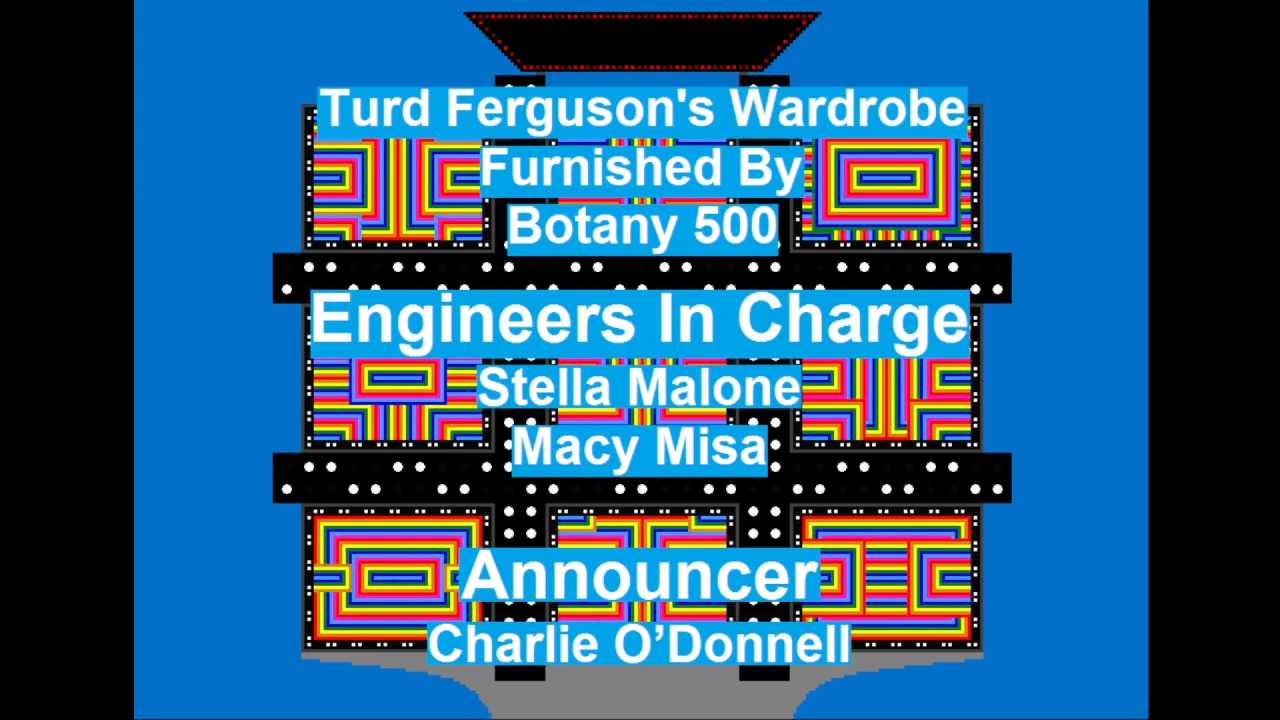 Turd Ferguson's Wardrobe
Furnished By
Botany 500
Engineers In Charge
Stella Malone
Macy Misa
Announcer
Charlie O’Donnell